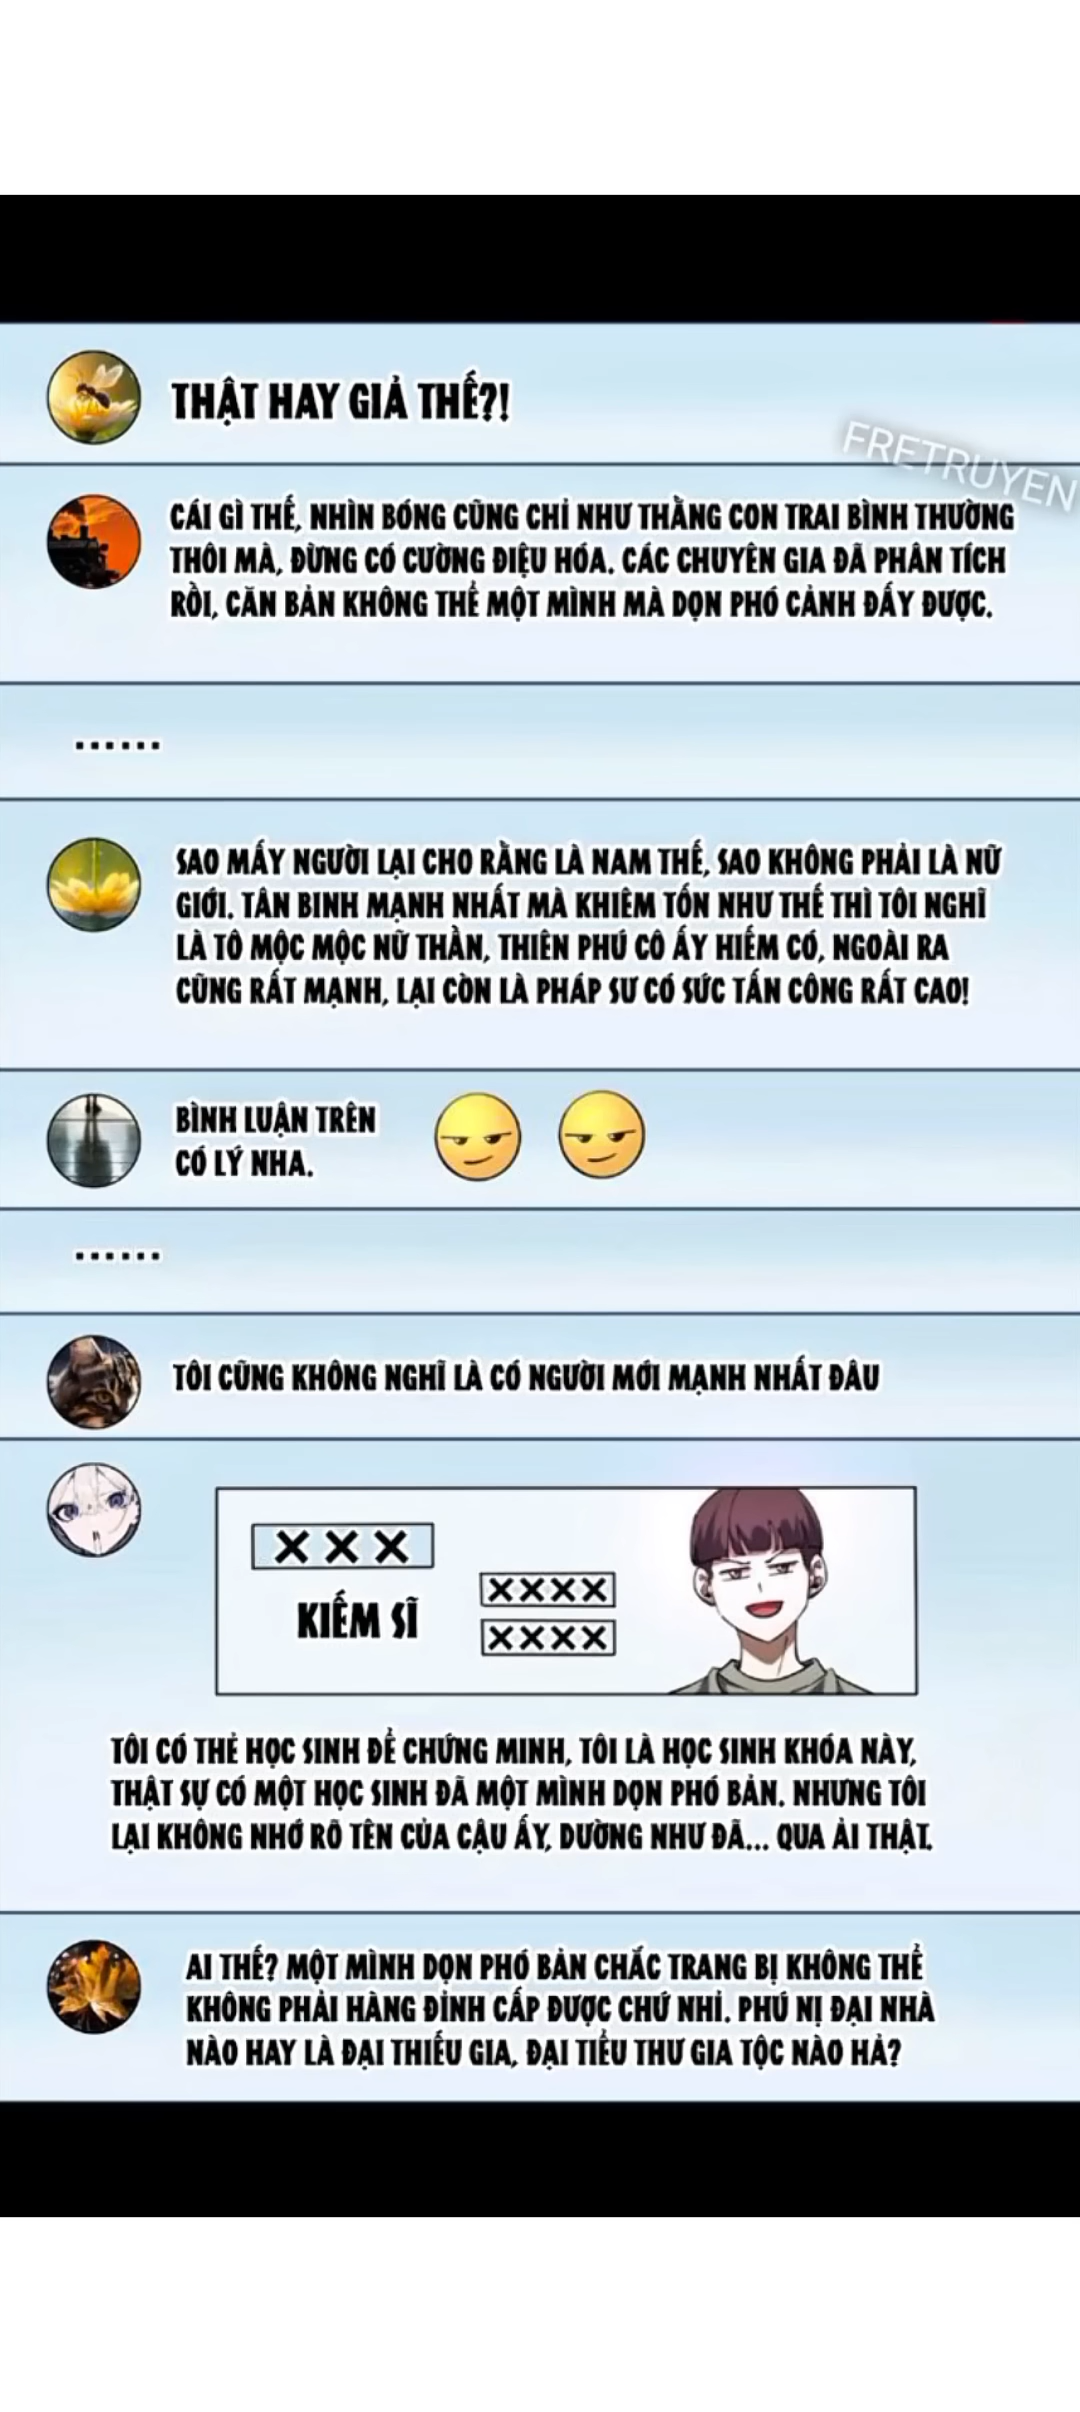 THẬT HAY GIẢ THẾ?!
FRETRUYEN
CÁI GÌ THẾ, NHÌN BÓNG CŨNG CHỈ NHƯ THẰNG CON TRAI BÌNH THƯỜNG
THÔI MÀ, ĐỪNG CÓ CƯỜNG ĐIỆU HÓA. CÁC CHUYÊN GIA ĐÃ PHÂN TÍCH
RỒI, CĂN BẢN KHÔNG THỂ MỘT MÌNH MÀ DỌN PHÓ CẢNH ĐẤY ĐƯỢC.
......
SAO MẤY NGƯỜI LẠI CHO RẰNG LÀ NAM THẾ, SAO KHÔNG PHẢI LÀ NỮ
GIỚI. TÂN BINH MẠNH NHẤT MÀ KHIÊM TỐN NHƯ THẾ THÌ TÔI NGHĨ
LÀ TÔ MỘC MỘC NỮ THẦN, THIÊN PHÚ CÔ ẤY HIẾM CÓ, NGOÀI RA
CŨNG RẤT MẠNH, LẠI CÒN LÀ PHÁP SƯ CÓ SỨC TẤN CÔNG RẤT CAO!
BÌNH LUẬN TRÊN
CÓ LÝ NHA.
......
TÔI CŨNG KHÔNG NGHĨ LÀ CÓ NGƯỜI MỚI MẠNH NHẤT ĐÂU
×××
KIẾM SĨ
××××
××××
TÔI CÓ THẺ HỌC SINH ĐỂ CHỨNG MINH, TÔI LÀ HỌC SINH KHÓA NÀY,
THẬT SỰ CÓ MỘT HỌC SINH ĐÃ MỘT MÌNH DỌN PHÓ BẢN. NHƯNG TÔI
LẠI KHÔNG NHỚ RÕ TÊN CỦA CẬU ẤY, DƯỜNG NHƯ ĐÃ... QUA ẢI THẬT.
AI THẾ? MỘT MÌNH DỌN PHÓ BẢN CHẮC TRANG BỊ KHÔNG THỂ
KHÔNG PHẢI HÀNG ĐỈNH CẤP ĐƯỢC CHỨ NHỈ. PHÚ NỊ ĐẠI NHÀ
NÀO HAY LÀ ĐẠI THIẾU GIA, ĐẠI TIỂU THƯ GIA TỘC NÀO HẢ?